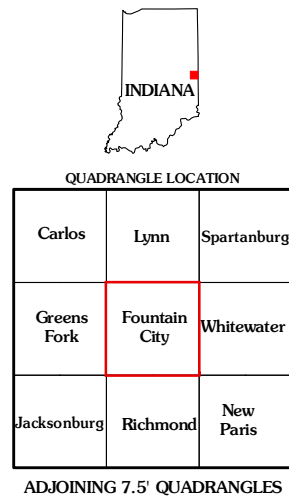 INDIANA
QUADRANGLE LOCATION
Carlos
Lynn
Spartanburg
Greens
Fork
Fountain
City
Whitewater
Jacksonburg
Richmond
New
Paris
ADJOINING 7.5' QUADRANGLES